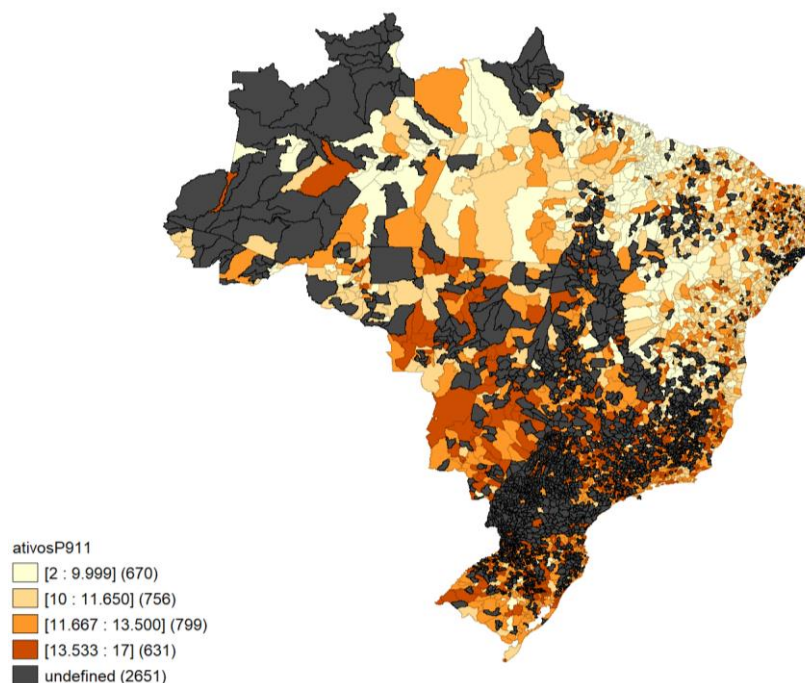 ativosP911
[2 : 9.999] (670)
[10 : 11.650] (756)
[11.667 : 13.500] (799)
[13.533 : 17] (631)
undefined (2651)